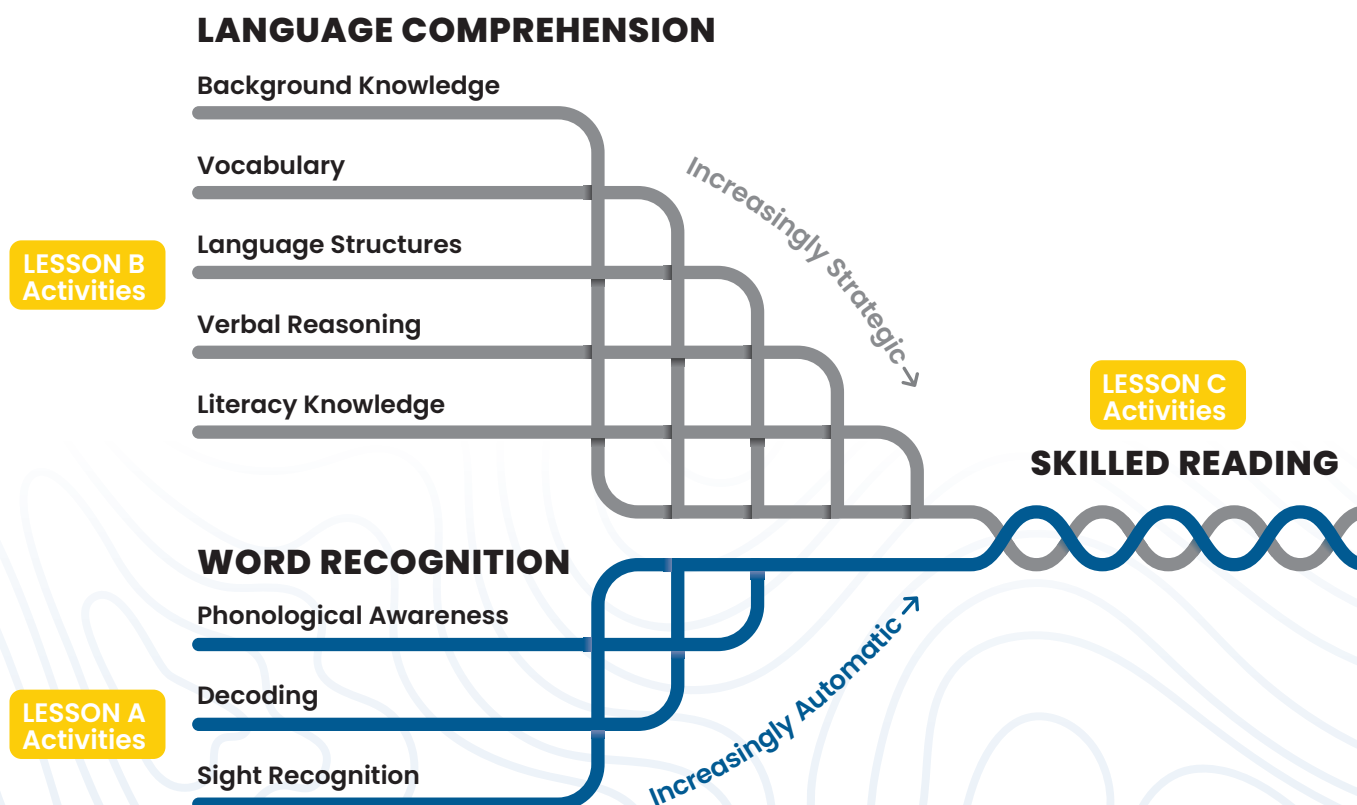 LANGUAGE COMPREHENSION
Background Knowledge
Vocabulary
Language Structures
Verbal Reasoning
Literacy Knowledge
LESSON B
Activities
Increasingly Strategic
LESSON C
Activities
SKILLED READING
WORD RECOGNITION
Phonological Awareness
Decoding
Sight Recognition
LESSON A
Activities
Increasingly Automatic